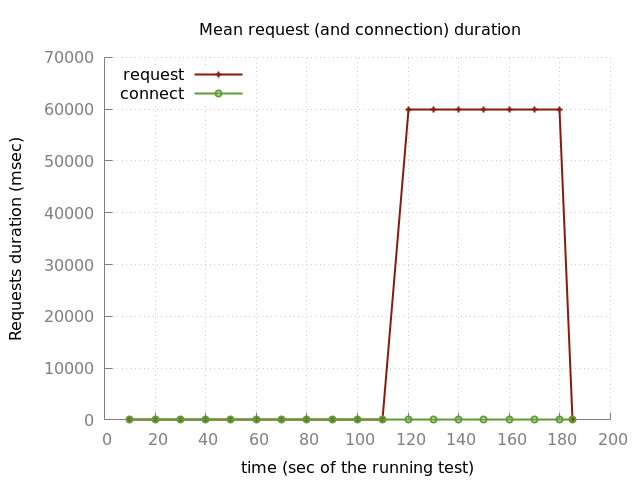 Mean request (and connection) duration
70000
60000
50000
40000
30000
20000
10000
0
request
connect
Requests duration (msec)
0 20 40 60 80 100 120 140 160 180 200
time (sec of the running test)